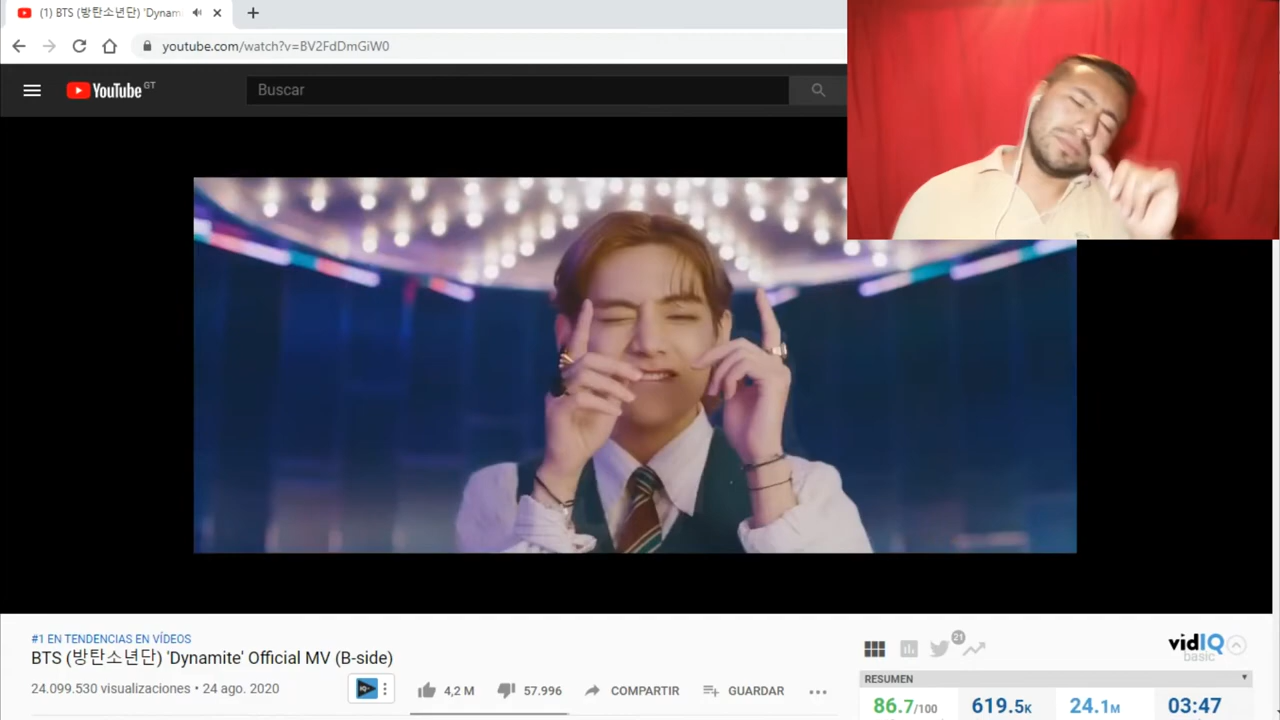 (1) BTS (방탄소년단) 'Dynam
youtube.com/watch?v=BV2FdDmGiW0
YouTube GT
Buscar
#1 EN TENDENCIAS EN VÍDEOS
BTS (방탄소년단) 'Dynamite' Official MV (B-side)
24.099.530 visualizaciones • 24 ago. 2020
4,2 M
57.996
COMPARTIR
GUARDAR
21
vidIQ
basic
RESUMEN
86.7/100
619.5K
24.1M
03:47